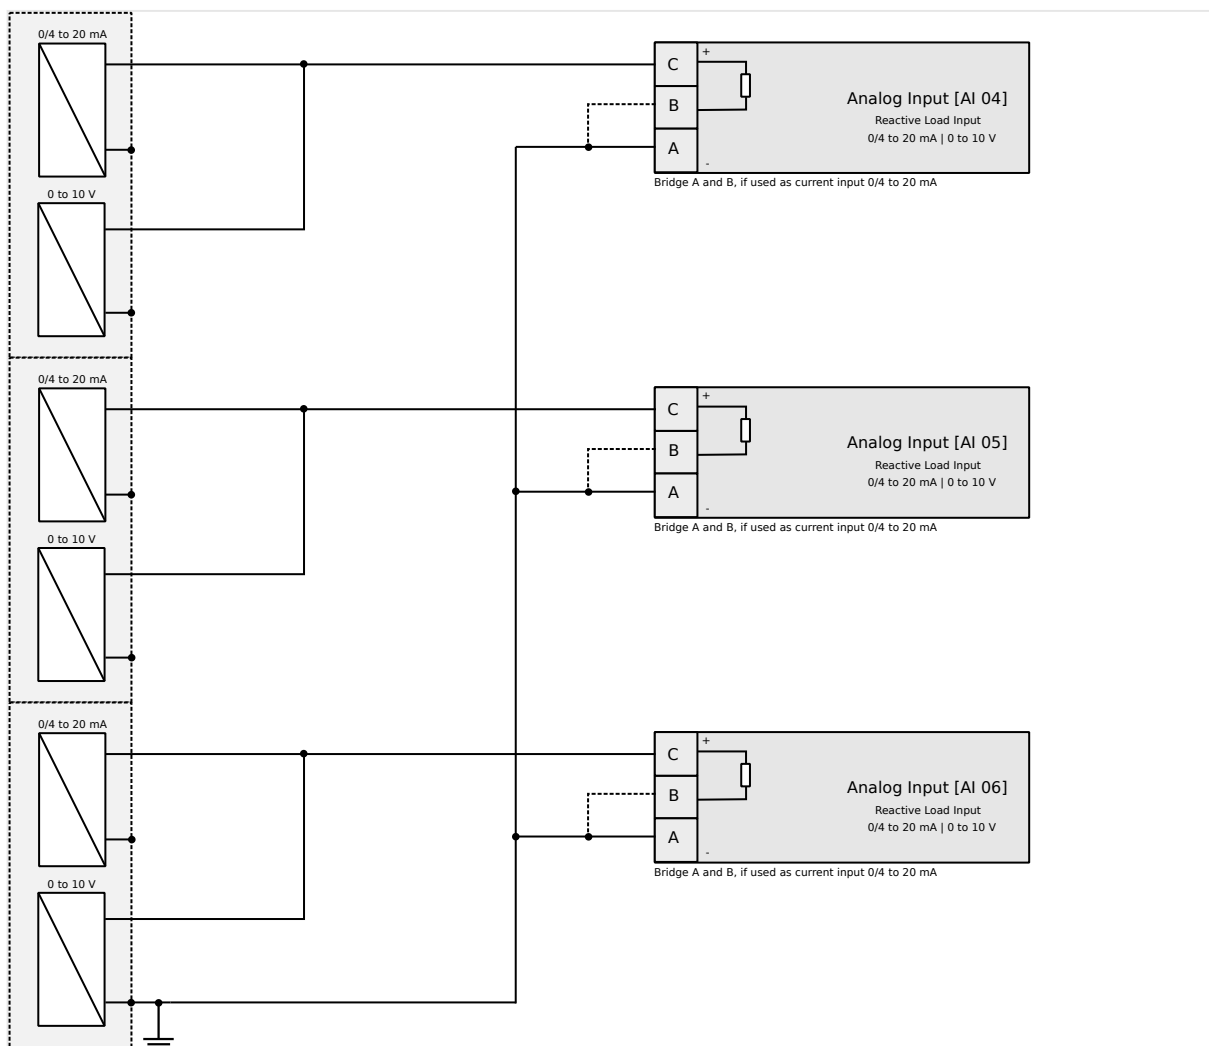 0/4 to 20 mA
C
+
B
Analog Input [AI 04]
Reactive Load Input
0/4 to 20 mA | 0 to 10 V
A
-
Bridge A and B, if used as current input 0/4 to 20 mA
0 to 10 V
0/4 to 20 mA
C
+
B
Analog Input [AI 05]
Reactive Load Input
0/4 to 20 mA | 0 to 10 V
A
-
Bridge A and B, if used as current input 0/4 to 20 mA
0 to 10 V
0/4 to 20 mA
C
+
B
Analog Input [AI 06]
Reactive Load Input
0/4 to 20 mA | 0 to 10 V
A
-
Bridge A and B, if used as current input 0/4 to 20 mA
0 to 10 V